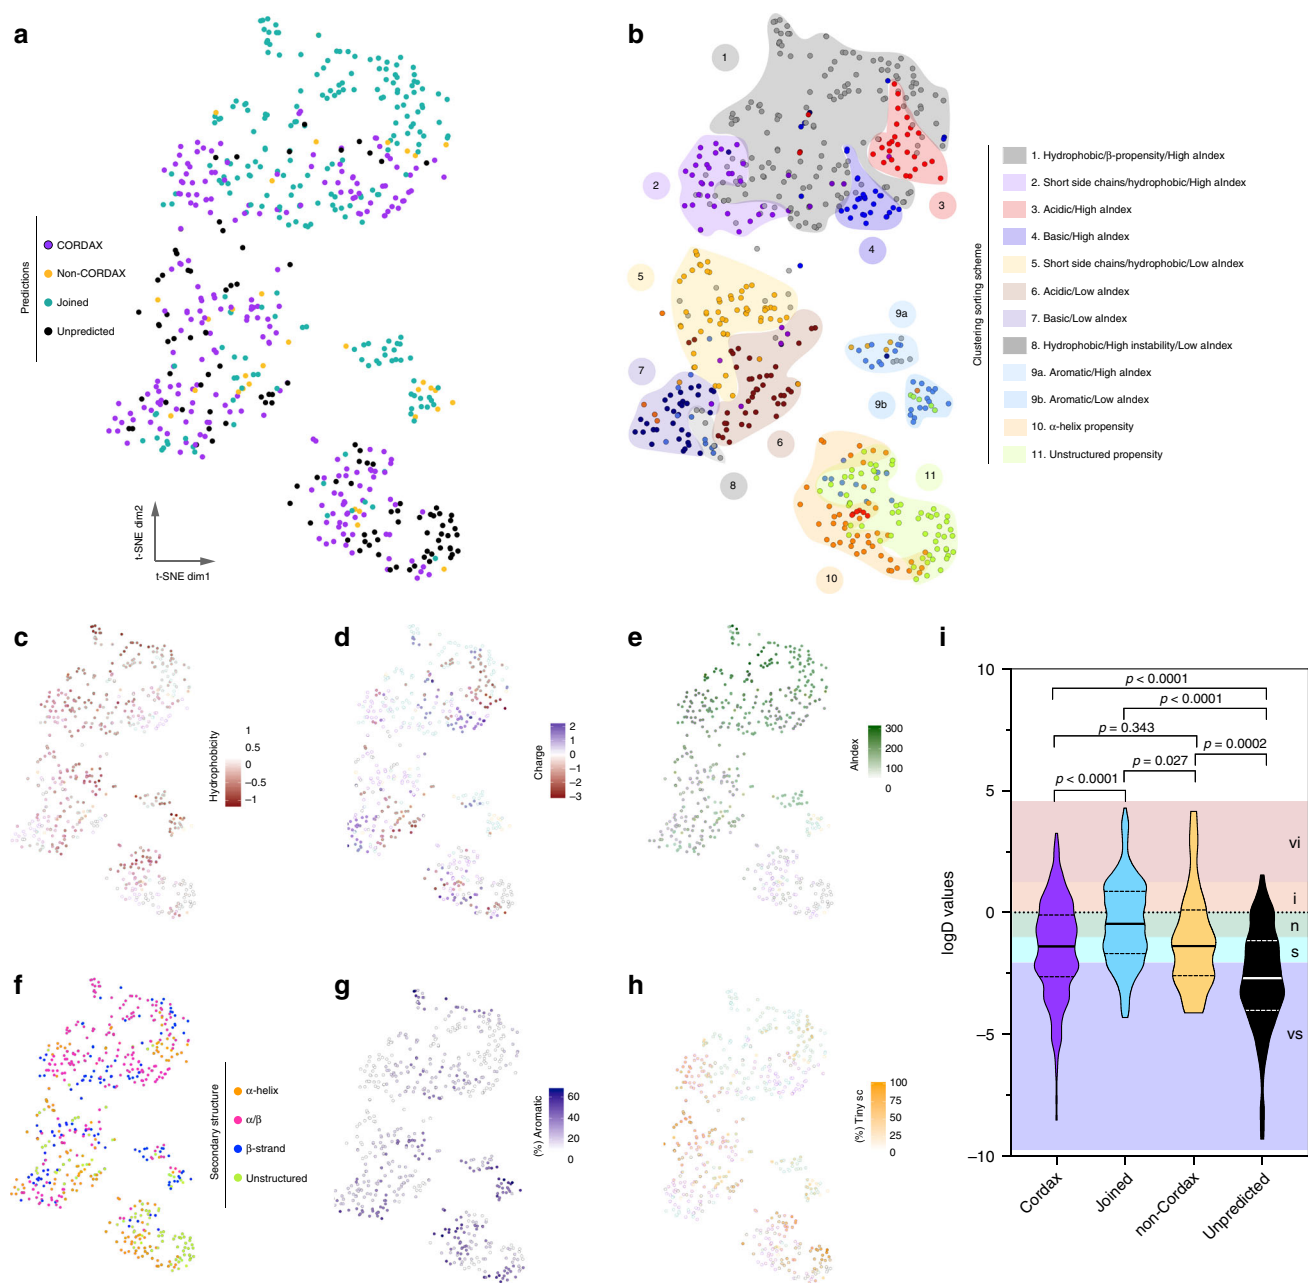 a
Predictions
CORDAX
Non-CORDAX
Joined
Unpredicted
t-SNE dim2
t-SNE dim1
b
1
2
3
4
5
6
7
8
9a
9b
10
11
Clustering sorting scheme
1. Hydrophobic/β-propensity/High aIndex
2. Short side chains/hydrophobic/High aIndex
3. Acidic/High aIndex
4. Basic/High aIndex
5. Short side chains/hydrophobic/Low aIndex
6. Acidic/Low aIndex
7. Basic/Low aIndex
8. Hydrophobic/High instability/Low aIndex
9a. Aromatic/High aIndex
9b. Aromatic/Low aIndex
10. α-helix propensity
11. Unstructured propensity
c
Hydrophobicity
1
0.5
0
−0.5
−1
d
Charge
2
1
0
−1
−2
−3
e
AIndex
300
200
100
0
f
Secondary structure
α-helix
α/β
β-strand
Unstructured
g
(%) Aromatic
60
40
20
0
h
(%) Tiny sc
100
75
50
25
0
i
logD values
10
5
0
−5
−10
p < 0.0001
p < 0.0001
p = 0.343
p = 0.0002
p = 0.027
p < 0.0001
vi
i
n
s
vs
Cordax
Joined
non-Cordax
Unpredicted